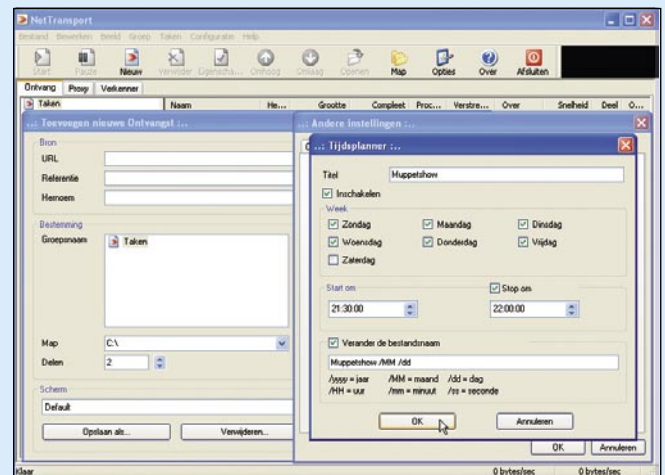 NetTransport
Bestand Bewerken Beeld Groep Taken Configuratie Help
Start Pauze Nieuw Verwijder Eigenscha... Omhoog Omlaag Openen Map Opties Over Afsluiten
Ontvang Proxy Verkenner
Taken Naam He... Grootte Compleet Proc... Verstre... Over Snelheid Deel O...
..: Toevoegen nieuwe Ontvangst :..
Bron
URL
Referentie
Hernoem
Bestemming
Groepsnaam Taken
Map C:\
Delen 2
Scherm
Default
Opslaan als... Verwijderen...
..: Andere instellingen :..
..: Tijdsplanner :..
Titel Muppetshow
Inschakelen
Week
Zondag Maandag Dinsdag
Woensdag Donderdag Vrijdag
Zaterdag
Start om Stop om
21:30:00 22:00:00
Verander de bestandsnaam
Muppetshow /MM /dd
/yyyy = jaar /MM = maand /dd = dag
/HH = uur /mm = minuut /ss = seconde
OK Annuleren
OK Annuleren
Klaar 0 bytes/sec 0 bytes/sec